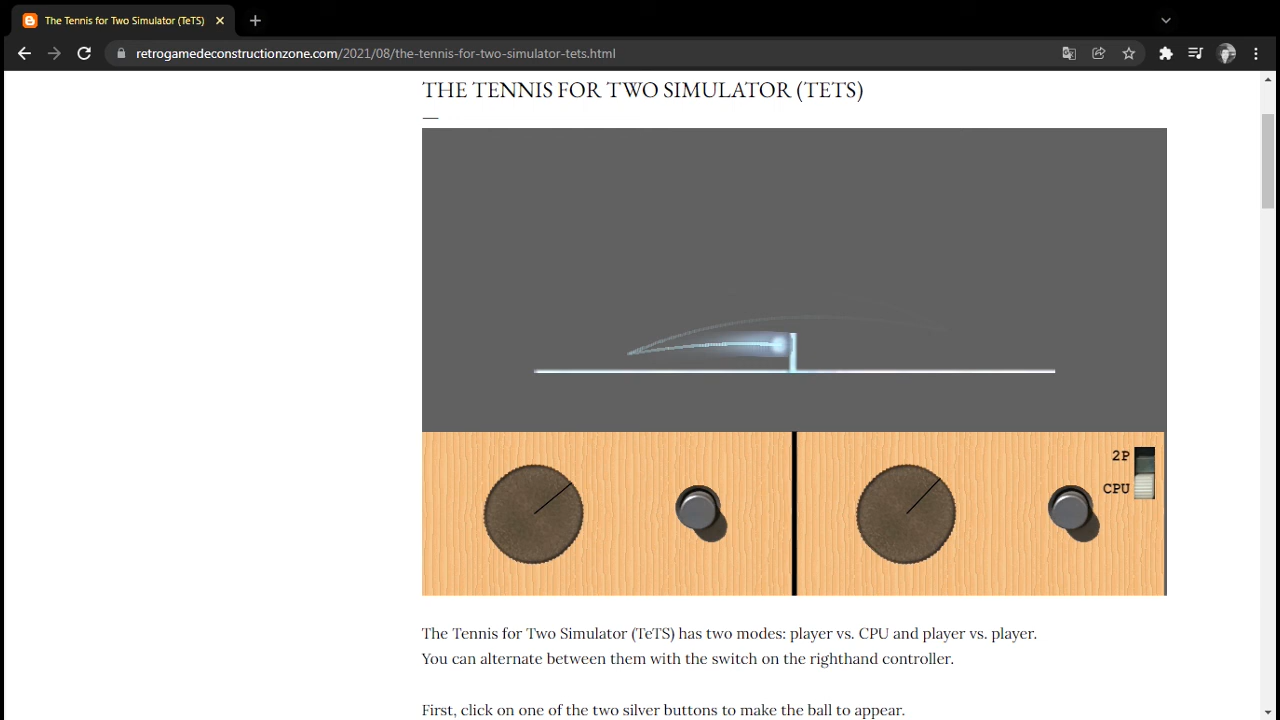 The Tennis for Two Simulator (TeTS)
retrogamedeconstructionzone.com/2021/08/the-tennis-for-two-simulator-tets.html
THE TENNIS FOR TWO SIMULATOR (TETS)
2P
CPU
The Tennis for Two Simulator (TeTS) has two modes: player vs. CPU and player vs. player.
You can alternate between them with the switch on the righthand controller.
First, click on one of the two silver buttons to make the ball to appear.